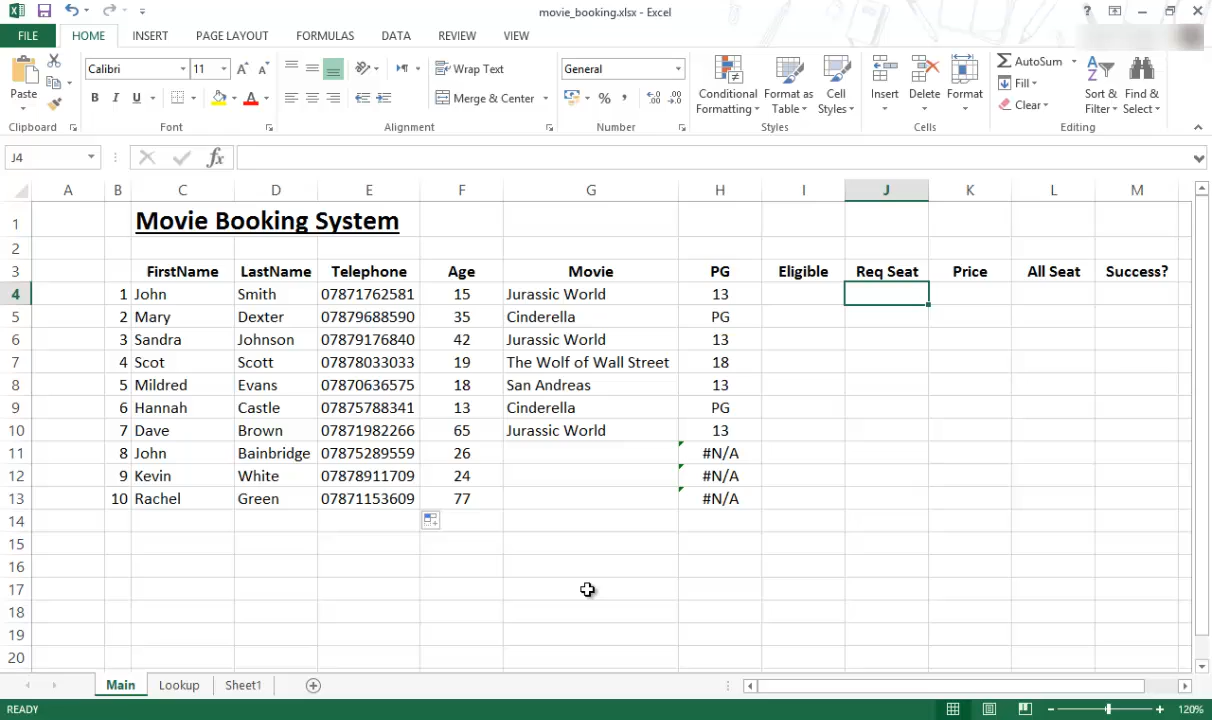 movie_booking.xlsx - Excel
FILE HOME INSERT PAGE LAYOUT FORMULAS DATA REVIEW VIEW
Paste
Calibri 11
B I U
Wrap Text
Merge & Center
General
Conditional Formatting
Format as Table
Cell Styles
Insert Delete Format
AutoSum
Fill
Clear
Sort & Filter
Find & Select
Clipboard Font Alignment Number Styles Cells Editing
J4 fx
A B C D E F G H I J K L M
1 Movie Booking System
2
3 FirstName LastName Telephone Age Movie PG Eligible Req Seat Price All Seat Success?
4 1 John Smith 07871762581 15 Jurassic World 13
5 2 Mary Dexter 07879688590 35 Cinderella PG
6 3 Sandra Johnson 07879176840 42 Jurassic World 13
7 4 Scot Scott 07878033033 19 The Wolf of Wall Street 18
8 5 Mildred Evans 07870636575 18 San Andreas 13
9 6 Hannah Castle 07875788341 13 Cinderella PG
10 7 Dave Brown 07871982266 65 Jurassic World 13
11 8 John Bainbridge 07875289559 26 #N/A
12 9 Kevin White 07878911709 24 #N/A
13 10 Rachel Green 07871153609 77 #N/A
14
15
16
17
18
19
20
Main Lookup Sheet1
READY 120%